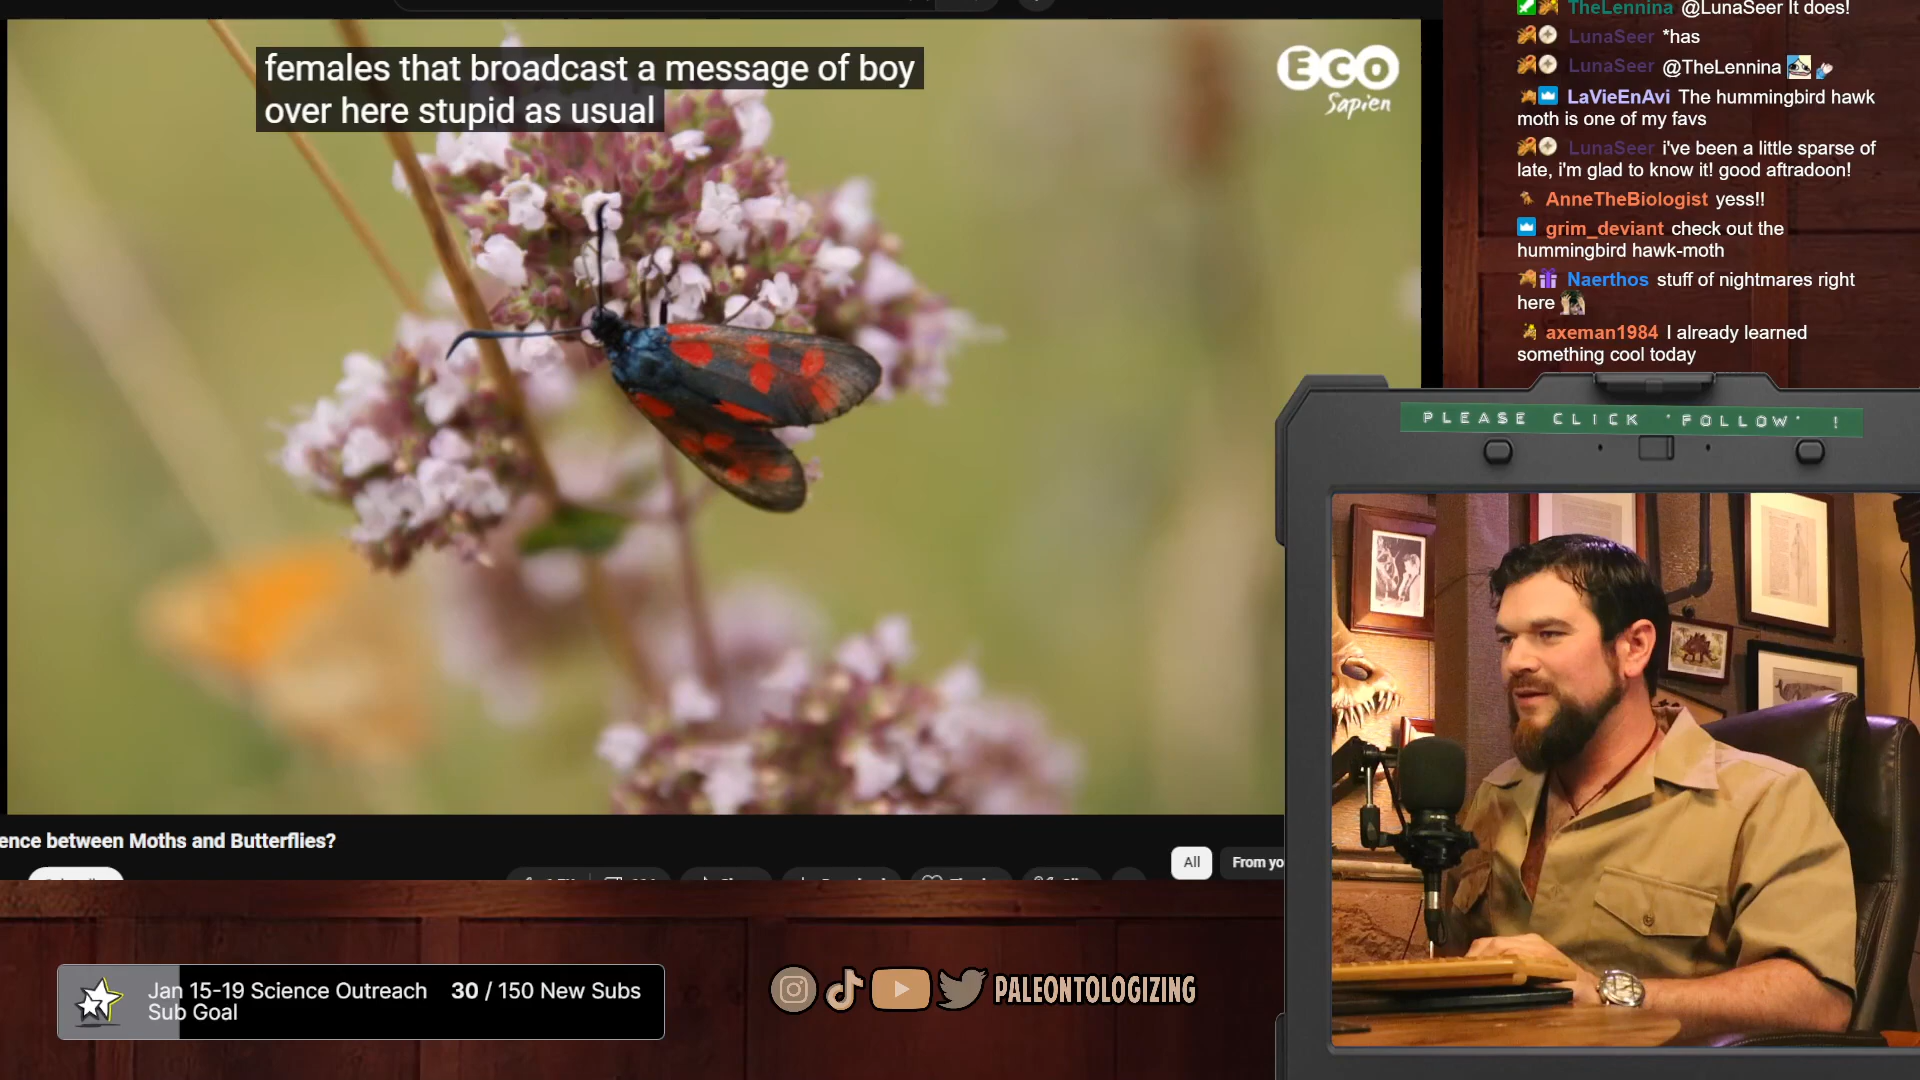 females that broadcast a message of boy
over here stupid as usual
Eco
Sapien
TheLennina @LunaSeer It does!
LunaSeer *has
LunaSeer @TheLennina
LaVieEnAvi The hummingbird hawk
moth is one of my favs
LunaSeer i've been a little sparse of
late, i'm glad to know it! good aftradoon!
AnneTheBiologist yess!!
grim_deviant check out the
hummingbird hawk-moth
Naerthos stuff of nightmares right
here
axeman1984 I already learned
something cool today
PLEASE CLICK "FOLLOW" !
ence between Moths and Butterflies?
All
From yo
Jan 15-19 Science Outreach 30 / 150 New Subs
Sub Goal
PALEONTOLOGIZING